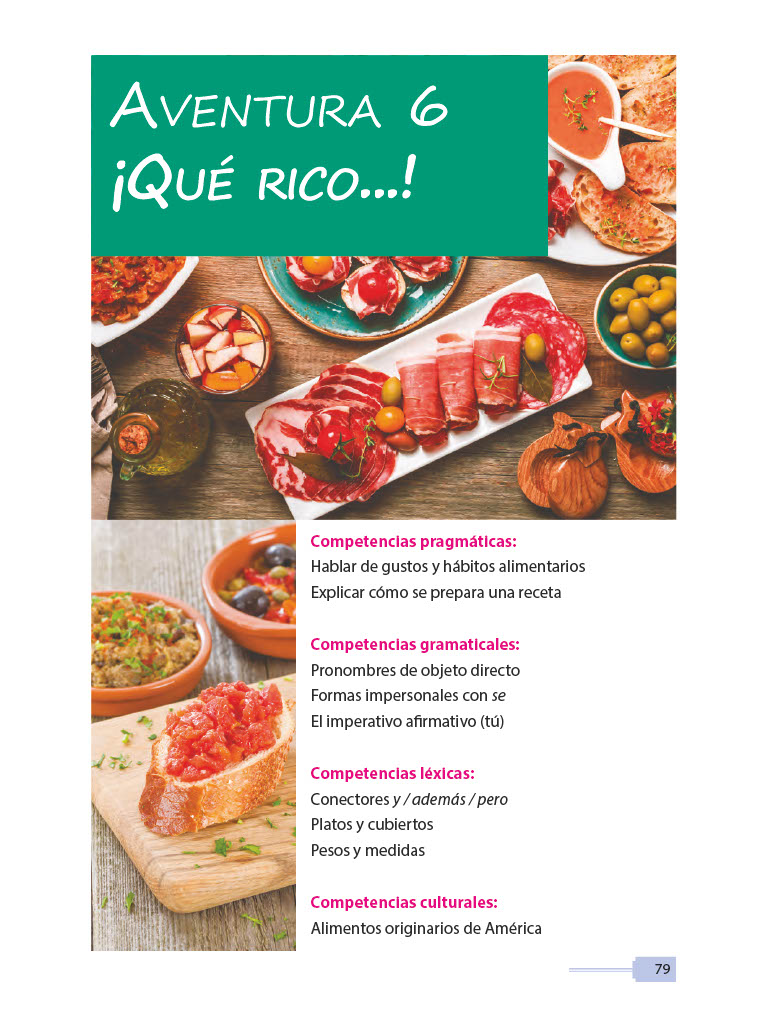 AVENTURA 6
¡QUÉ RICO...!
Competencias pragmáticas:
Hablar de gustos y hábitos alimentarios
Explicar cómo se prepara una receta
Competencias gramaticales:
Pronombres de objeto directo
Formas impersonales con se
El imperativo afirmativo (tú)
Competencias léxicas:
Conectores y / además / pero
Platos y cubiertos
Pesos y medidas
Competencias culturales:
Alimentos originarios de América
79